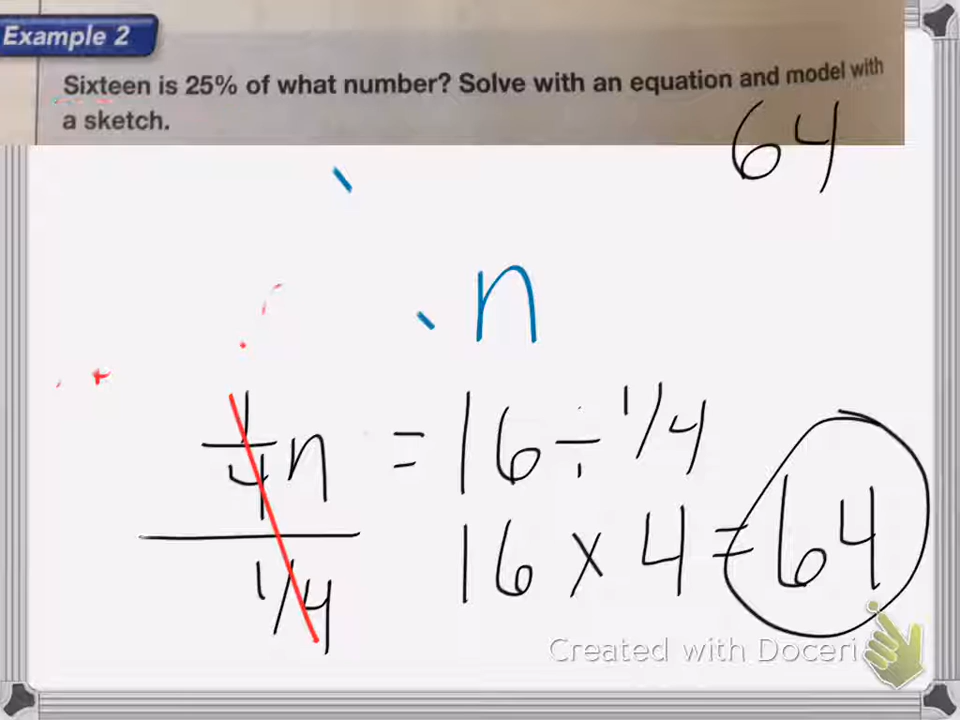 Example 2
Sixteen is 25% of what number? Solve with an equation and model with
a sketch.
64
n
1/4 n = 16 ÷ 1/4
1/4
16 × 4 = 64
Created with Doceri